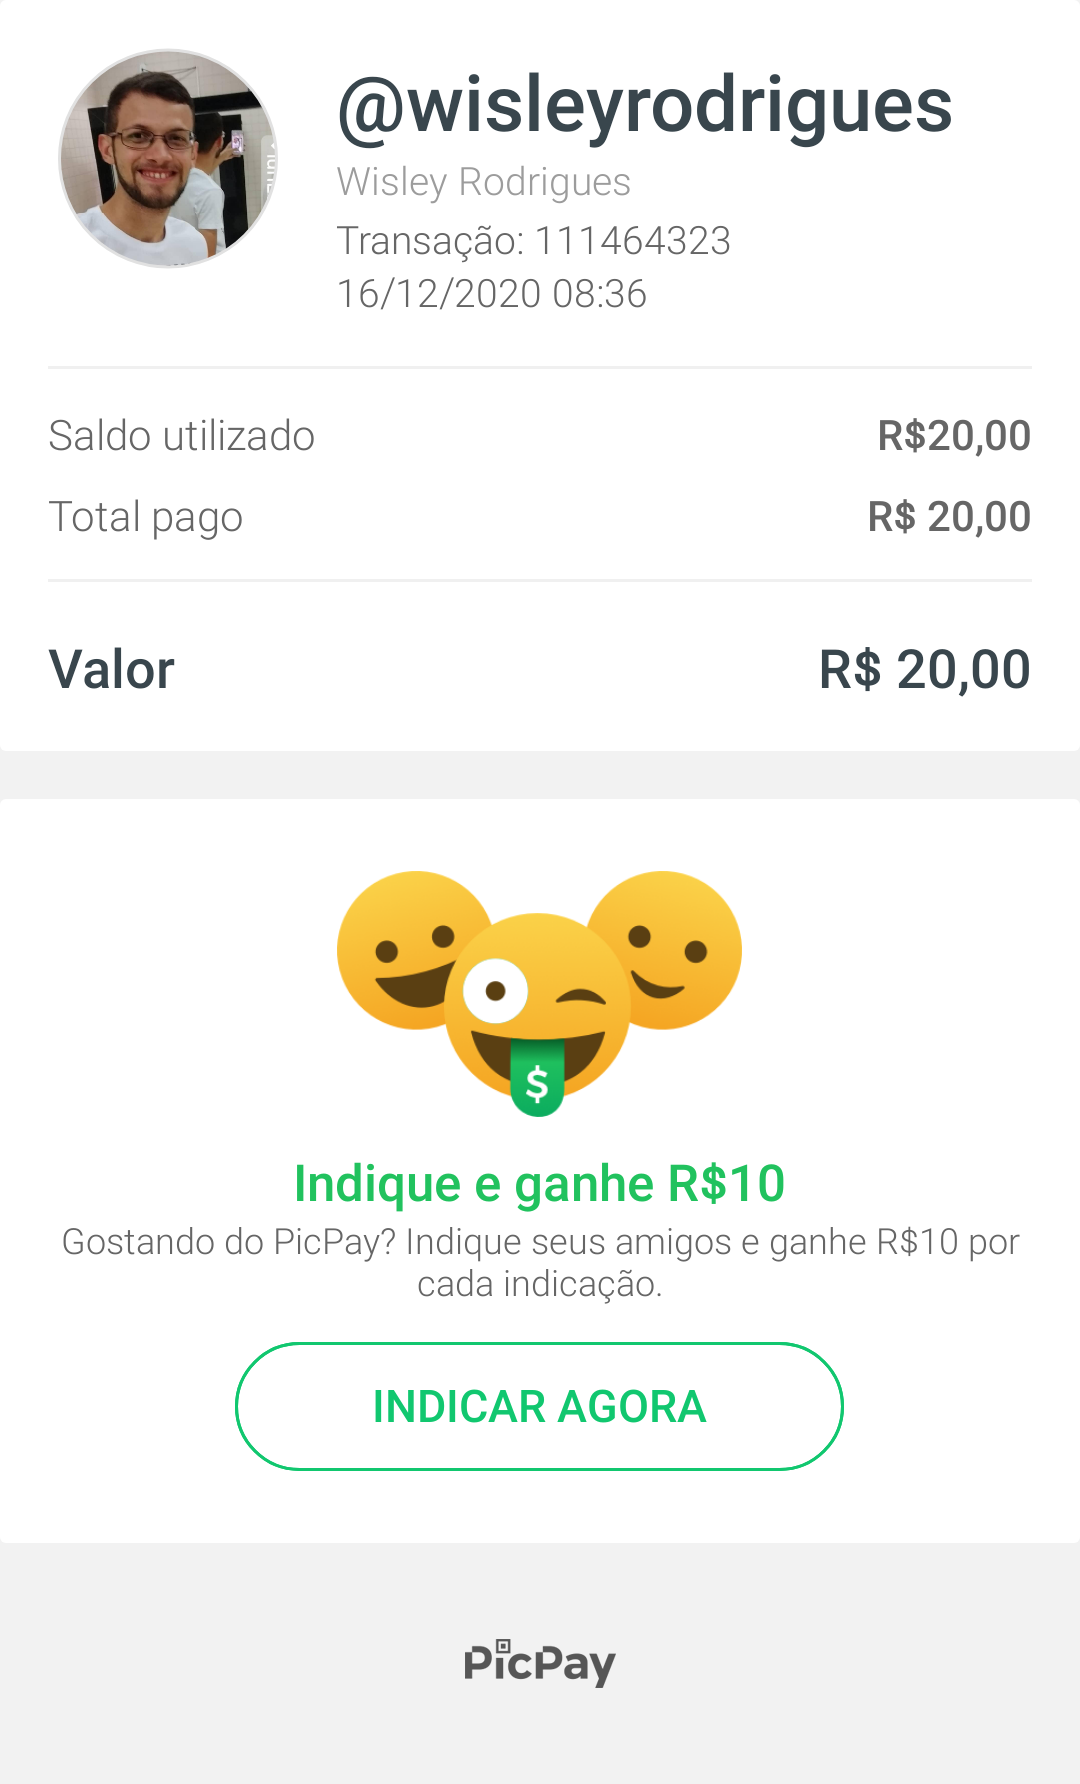 @wisleyrodrigues
Wisley Rodrigues
Transação: 111464323
16/12/2020 08:36
Saldo utilizado R$20,00
Total pago R$ 20,00
Valor R$ 20,00
$
Indique e ganhe R$10
Gostando do PicPay? Indique seus amigos e ganhe R$10 por
cada indicação.
INDICAR AGORA
PicPay